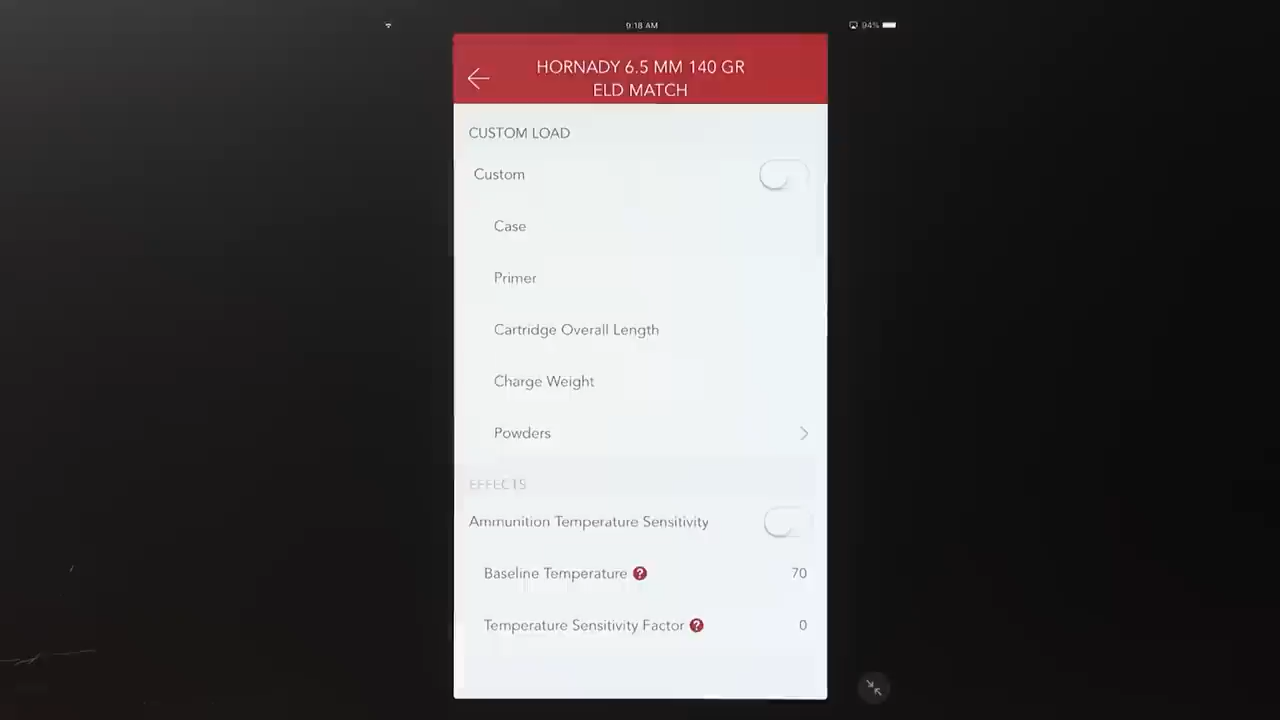 9:18 AM
94%
HORNADY 6.5 MM 140 GR
ELD MATCH
CUSTOM LOAD
Custom
Case
Primer
Cartridge Overall Length
Charge Weight
Powders
EFFECTS
Ammunition Temperature Sensitivity
Baseline Temperature ? 70
Temperature Sensitivity Factor ? 0